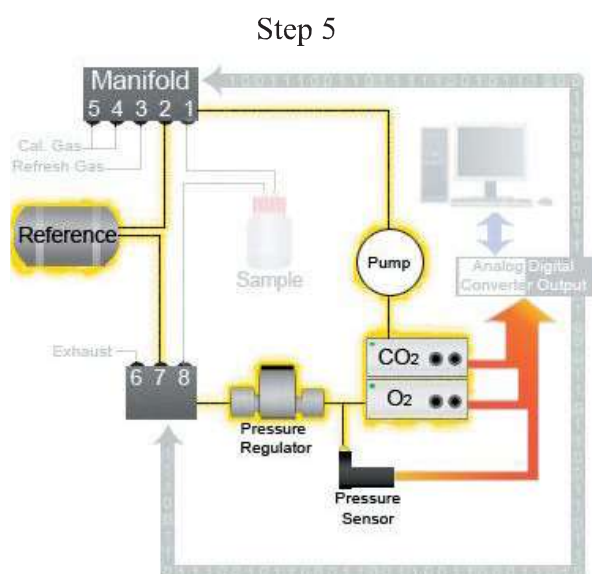 Step 5
Manifold
5 4 3 2 1
Cal. Gas
Refresh Gas
Reference
Sample
Pump
Analog Digital
Converter Output
Exhaust
6 7 8
CO2
O2
Pressure
Regulator
Pressure
Sensor